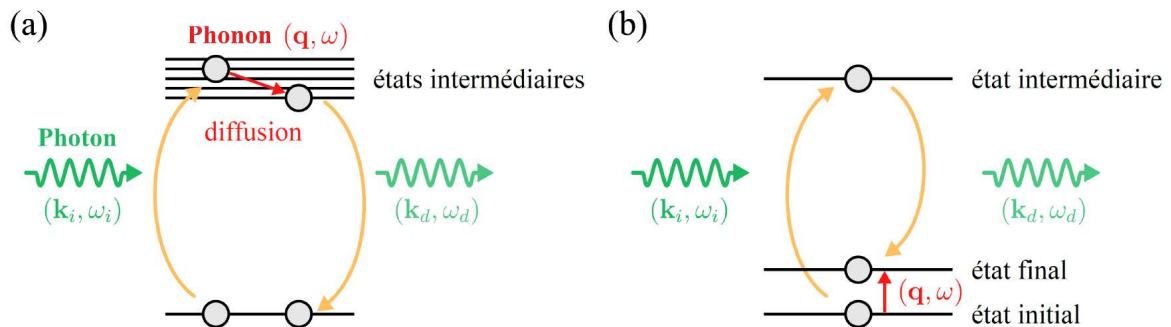 (a)
Phonon (q, ω)
états intermédiaires
Photon
diffusion
(k_i, ω_i)
(k_d, ω_d)
(b)
état intermédiaire
(k_i, ω_i)
(k_d, ω_d)
état final
(q, ω)
état initial